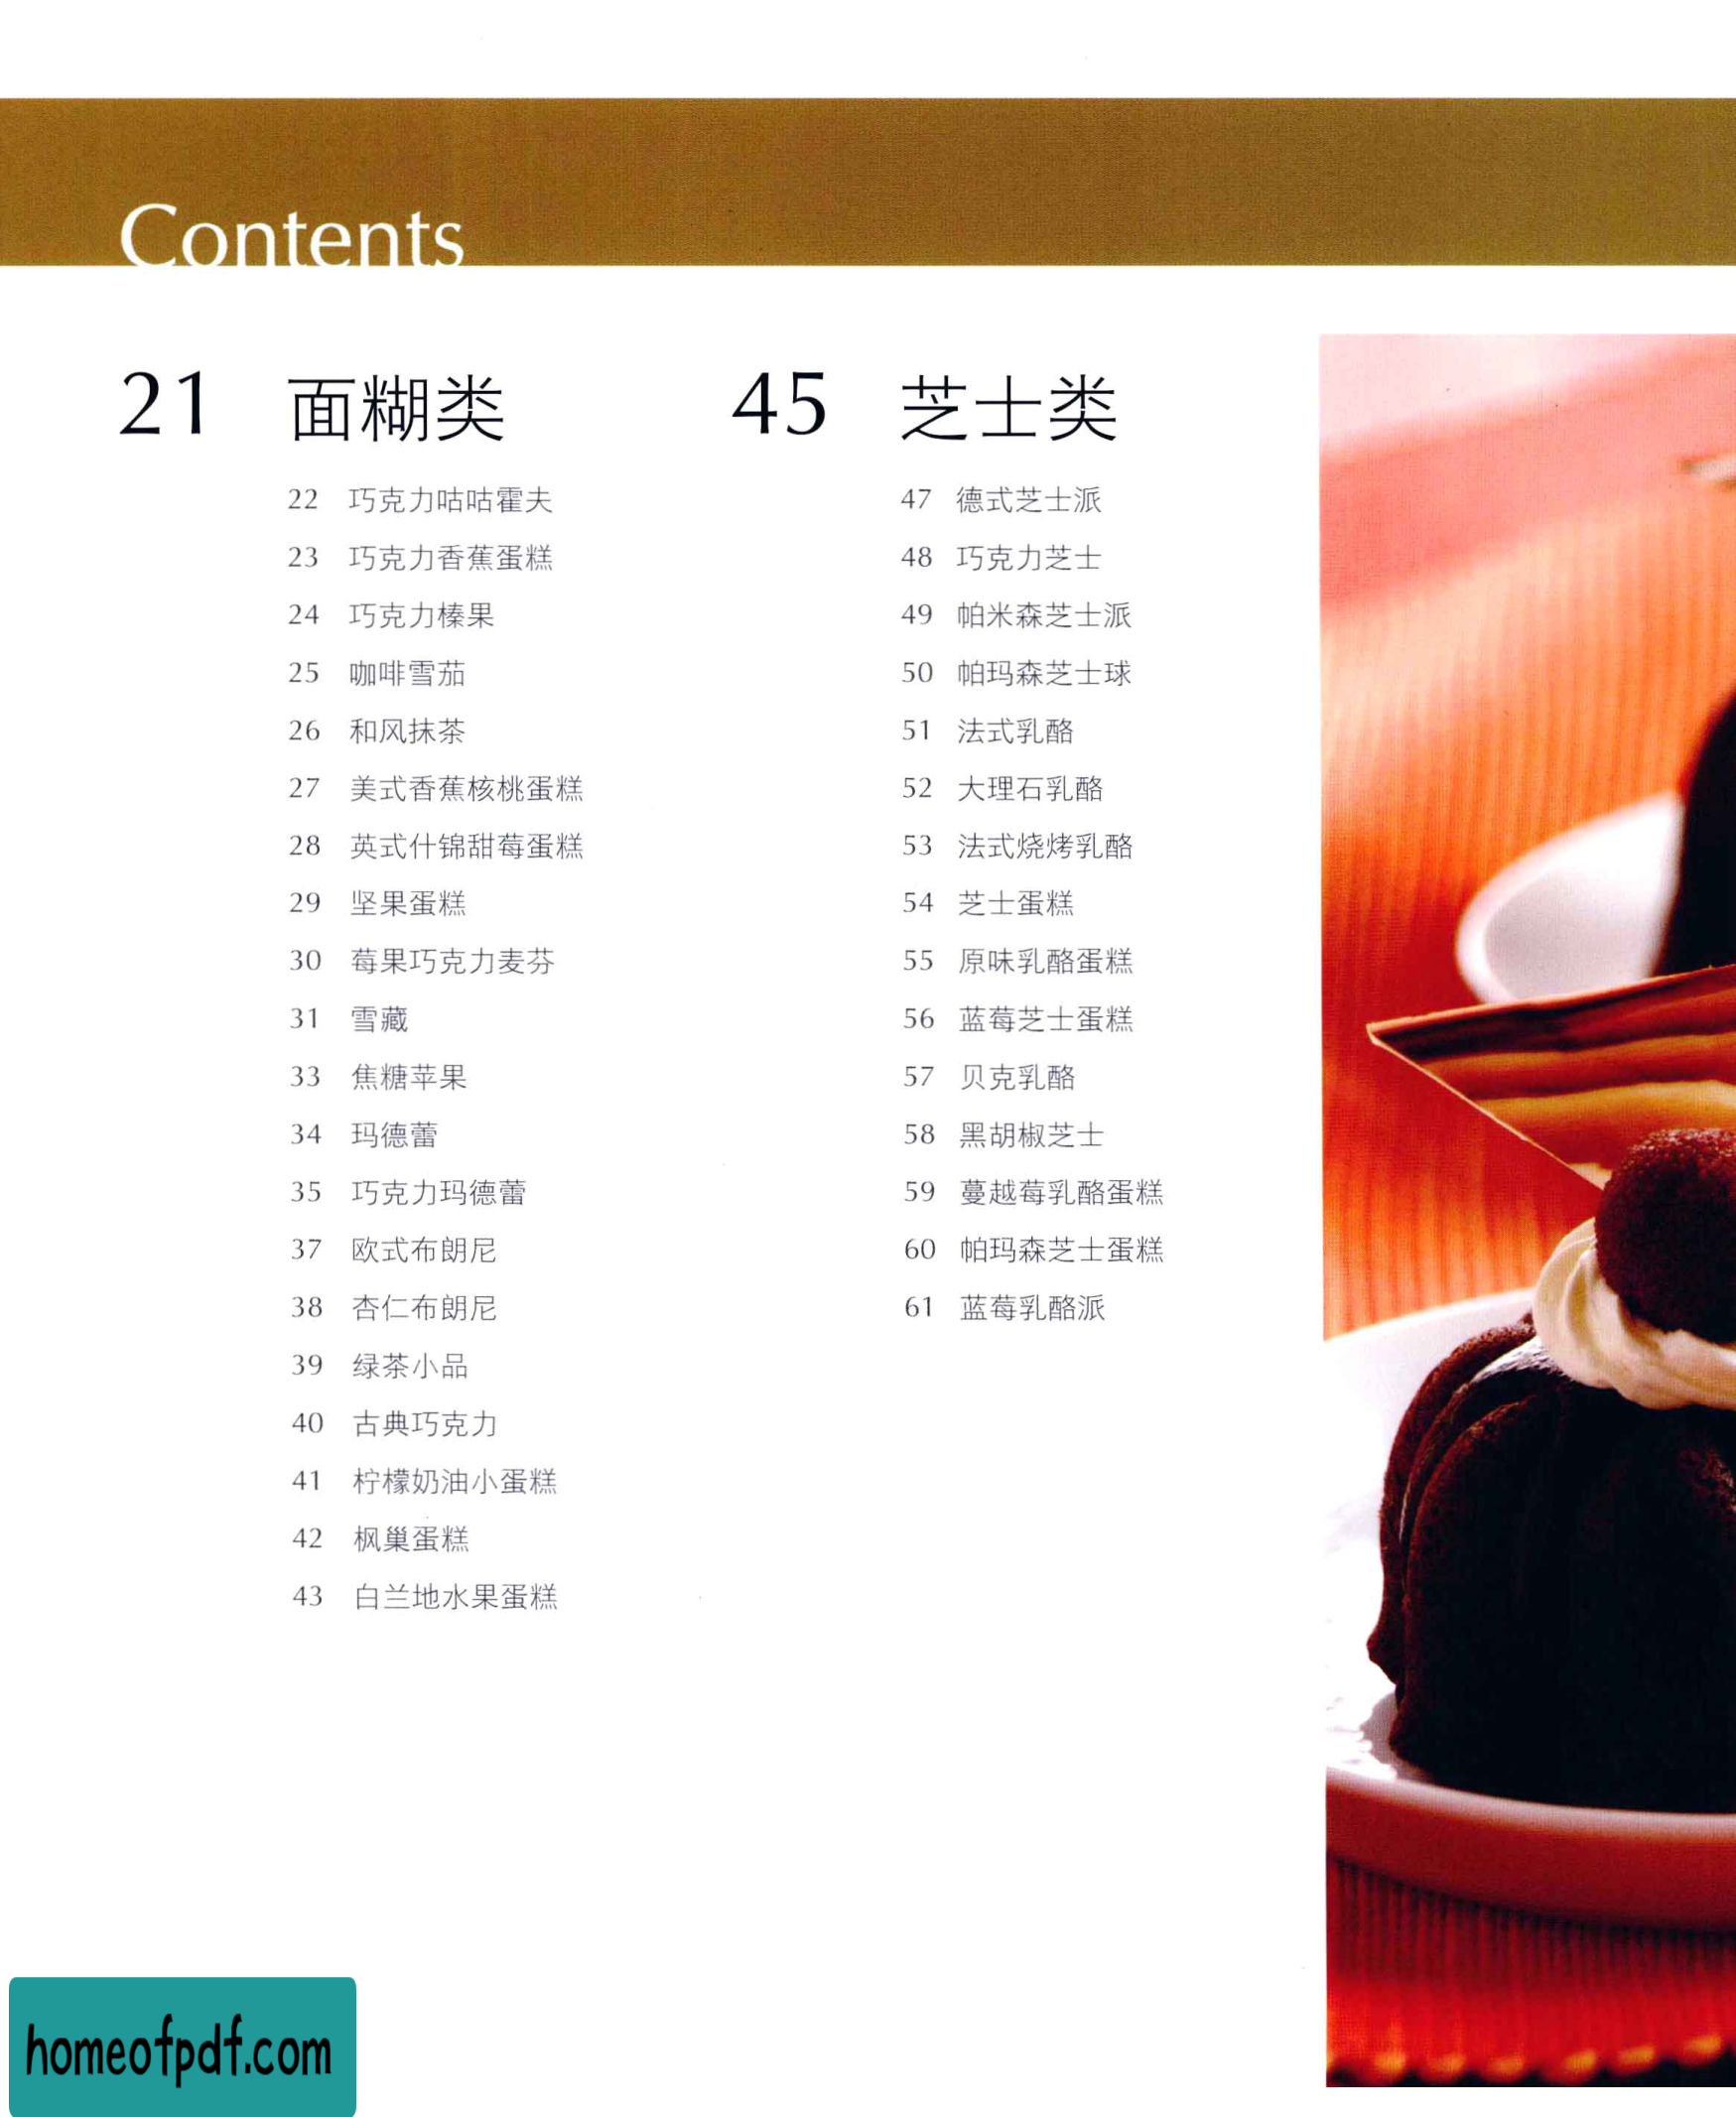 Contents
21 面糊类
22 巧克力咕咕霍夫
23 巧克力香蕉蛋糕
24 巧克力榛果
25 咖啡雪茄
26 和风抹茶
27 美式香蕉核桃蛋糕
28 英式什锦甜莓蛋糕
29 坚果蛋糕
30 莓果巧克力麦芬
31 雪藏
33 焦糖苹果
34 玛德蕾
35 巧克力玛德蕾
37 欧式布朗尼
38 杏仁布朗尼
39 绿茶小品
40 古典巧克力
41 柠檬奶油小蛋糕
42 枫巢蛋糕
43 白兰地水果蛋糕
45 芝士类
47 德式芝士派
48 巧克力芝士
49 帕米森芝士派
50 帕玛森芝士球
51 法式乳酪
52 大理石乳酪
53 法式烧烤乳酪
54 芝士蛋糕
55 原味乳酪蛋糕
56 蓝莓芝士蛋糕
57 贝克乳酪
58 黑胡椒芝士
59 蔓越莓乳酪蛋糕
60 帕玛森芝士蛋糕
61 蓝莓乳酪派
homeofpdf.com